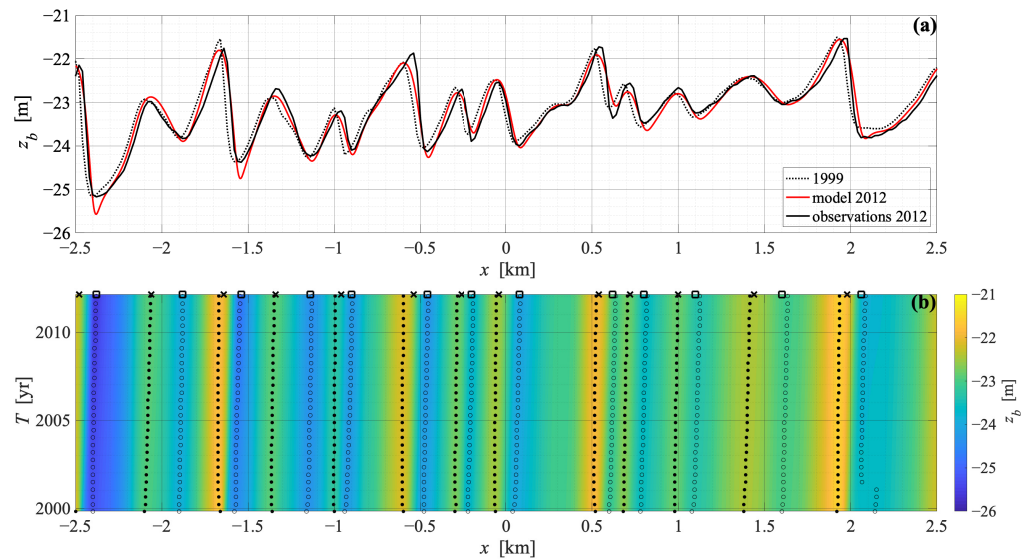 (a)
−21
−22
−23
−24
−25
−26
z_b [m]
1999
model 2012
observations 2012
−2.5 −2 −1.5 −1 −0.5 0 0.5 1 1.5 2 2.5
x [km]
(b)
2010
2005
2000
T [yr]
−2.5 −2 −1.5 −1 −0.5 0 0.5 1 1.5 2 2.5
x [km]
−21
−22
−23
−24
−25
−26
z_b [m]